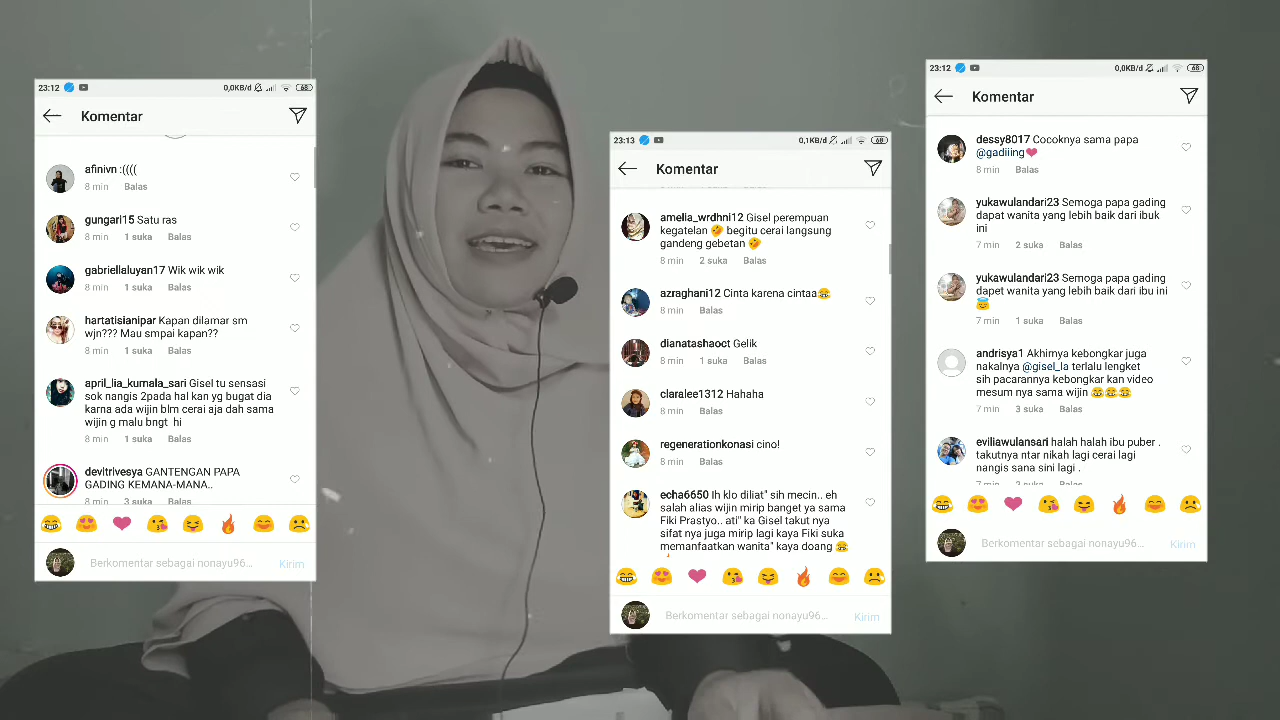 23:12
0,0KB/d
68
Komentar
afinivn :((((
8 min Balas
gungari15 Satu ras
8 min 1 suka Balas
gabriellaluyan17 Wik wik wik
8 min 1 suka Balas
hartatisianipar Kapan dilamar sm
wjn??? Mau smpai kapan??
8 min 1 suka Balas
april_lia_kumala_sari Gisel tu sensasi
sok nangis 2pada hal kan yg bugat dia
karna ada wijin blm cerai aja dah sama
wijin g malu bngt hi
8 min 1 suka Balas
devltrivesya GANTENGAN PAPA
GADING KEMANA-MANA..
8 min 3 suka Balas
Berkomentar sebagai nonayu96...
Kirim
23:13
0,1KB/d
68
Komentar
amelia_wrdhni12 Gisel perempuan
kegatelan 🤣 begitu cerai langsung
gandeng gebetan 🤣
8 min 2 suka Balas
azraghani12 Cinta karena cintaa😂
8 min Balas
dianatashaoct Gelik
8 min 1 suka Balas
claralee1312 Hahaha
8 min Balas
regenerationkonasi cino!
8 min Balas
echa6650 Ih klo diliat" sih mecin.. eh
salah alias wijin mirip banget ya sama
Fiki Prastyo.. ati" ka Gisel takut nya
sifat nya juga mirip lagi kaya Fiki suka
memanfaatkan wanita" kaya doang 😂
Berkomentar sebagai nonayu96...
Kirim
23:12
0,0KB/d
68
Komentar
dessy8017 Cocoknya sama papa
@gadiiing❤
8 min Balas
yukawulandari23 Semoga papa gading
dapat wanita yang lebih baik dari ibuk
ini
7 min 2 suka Balas
yukawulandari23 Semoga papa gading
dapet wanita yang lebih baik dari ibu ini
😇
7 min 1 suka Balas
andrisya1 Akhirnya kebongkar juga
nakalnya @gisel_la terlalu lengket
sih pacarannya kebongkar kan video
mesum nya sama wijin 😂😂😂
7 min 3 suka Balas
eviliawulansari halah halah ibu puber .
takutnya ntar nikah lagi cerai lagi
nangis sana sini lagi .
Berkomentar sebagai nonayu96...
Kirim